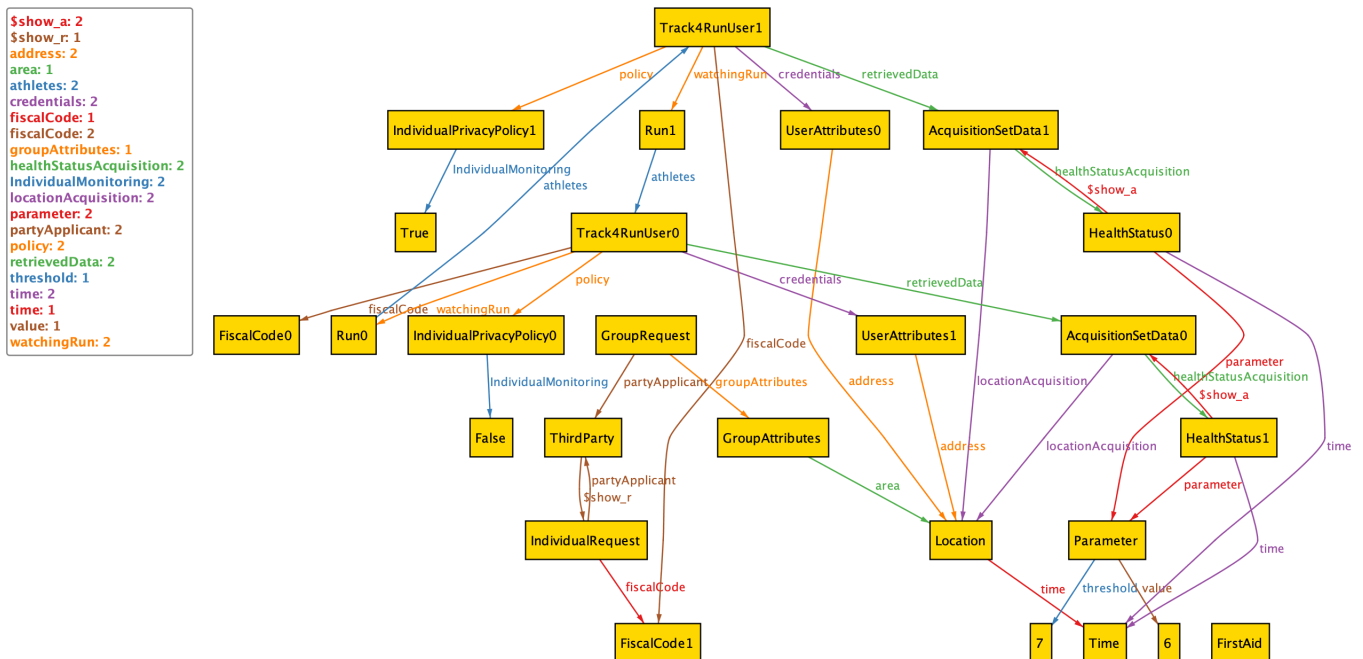 $show_a: 2
$show_r: 1
address: 2
area: 1
athletes: 2
credentials: 2
fiscalCode: 1
fiscalCode: 2
groupAttributes: 1
healthStatusAcquisition: 2
IndividualMonitoring: 2
locationAcquisition: 2
parameter: 2
partyApplicant: 2
policy: 2
retrievedData: 2
threshold: 1
time: 2
time: 1
value: 1
watchingRun: 2
Track4RunUser1
policy
watchingRun
credentials
retrievedData
IndividualPrivacyPolicy1
Run1
UserAttributes0
AcquisitionSetData1
IndividualMonitoring
athletes
athletes
healthStatusAcquisition
$show_a
True
Track4RunUser0
HealthStatus0
fiscalCode
watchingRun
policy
credentials
retrievedData
FiscalCode0
Run0
IndividualPrivacyPolicy0
GroupRequest
fiscalCode
UserAttributes1
AcquisitionSetData0
IndividualMonitoring
partyApplicant
groupAttributes
address
locationAcquisition
parameter
healthStatusAcquisition
$show_a
False
ThirdParty
GroupAttributes
address
locationAcquisition
HealthStatus1
time
partyApplicant
$show_r
area
parameter
IndividualRequest
Location
Parameter
time
fiscalCode
time
threshold
value
FiscalCode1
7
Time
6
FirstAid